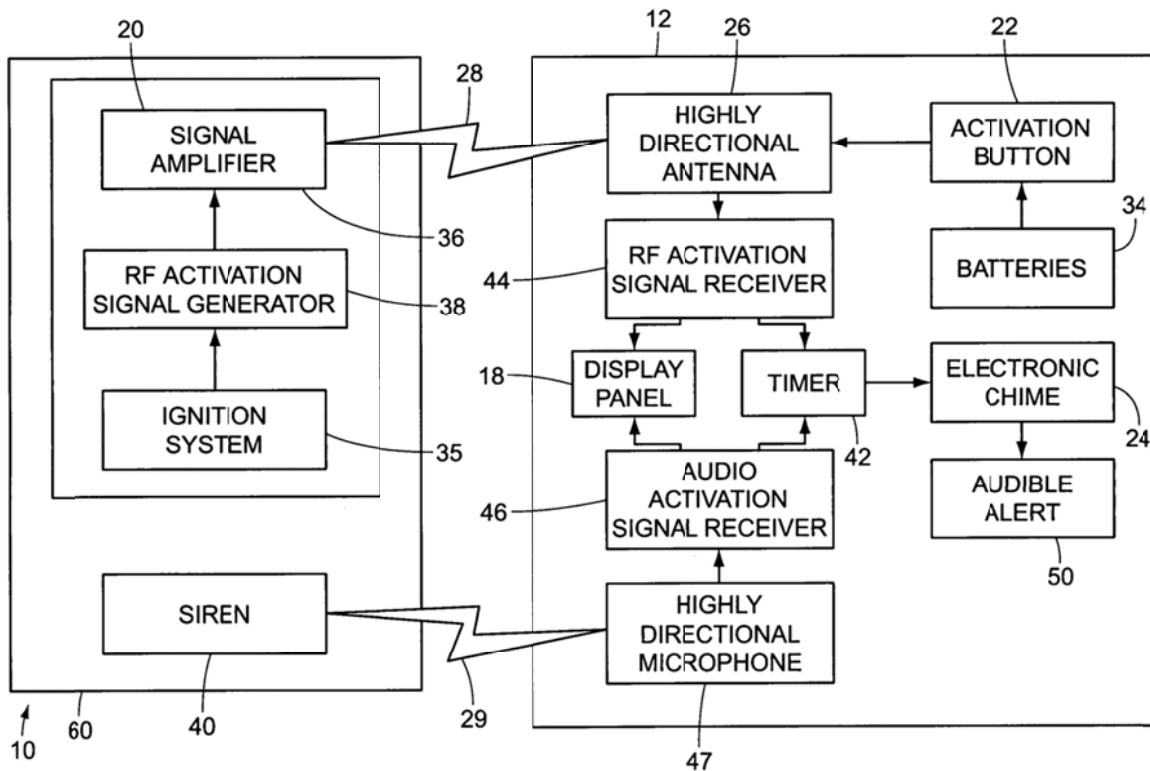 20
12
26
22
28
SIGNAL
AMPLIFIER
HIGHLY
DIRECTIONAL
ANTENNA
ACTIVATION
BUTTON
36
34
RF ACTIVATION
SIGNAL GENERATOR
38
44
RF ACTIVATION
SIGNAL RECEIVER
BATTERIES
18
DISPLAY
PANEL
TIMER
ELECTRONIC
CHIME
IGNITION
SYSTEM
35
42
24
46
AUDIO
ACTIVATION
SIGNAL RECEIVER
AUDIBLE
ALERT
50
SIREN
HIGHLY
DIRECTIONAL
MICROPHONE
10
60
40
29
47